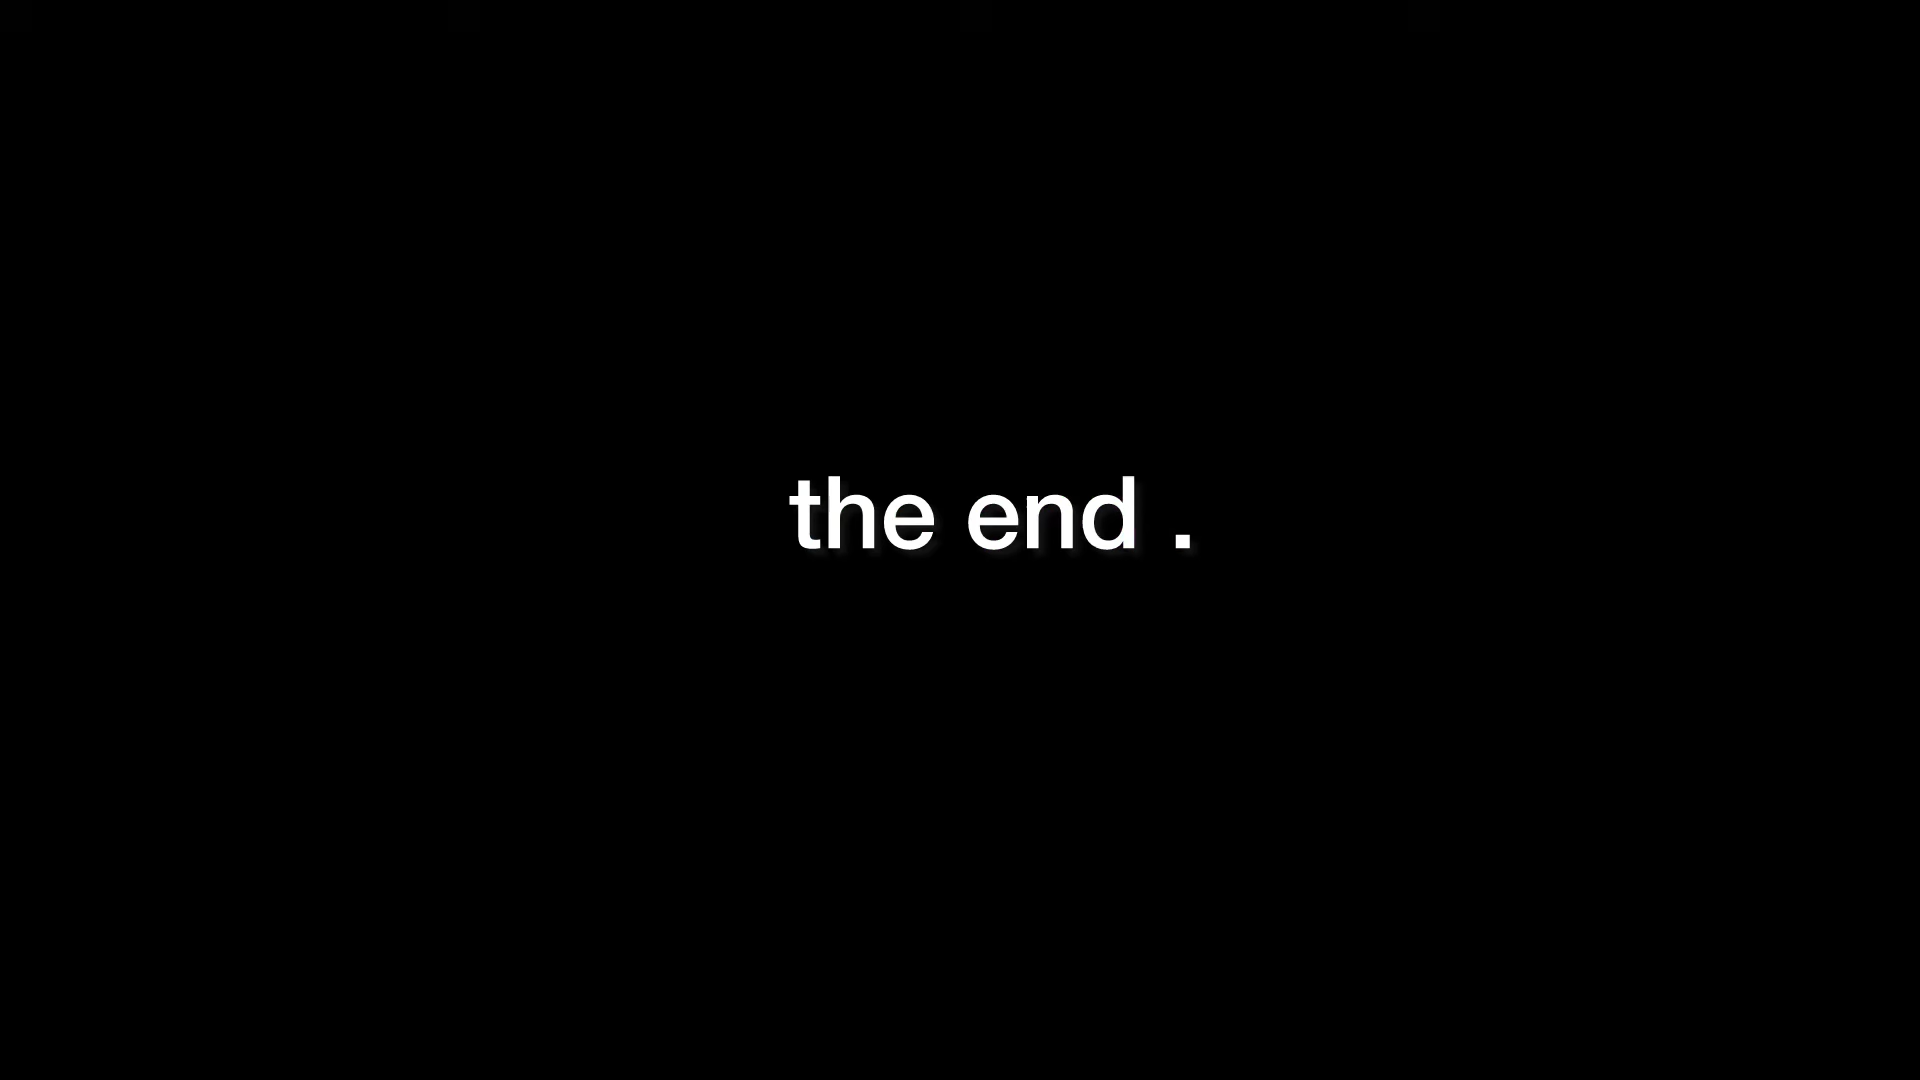 the end .